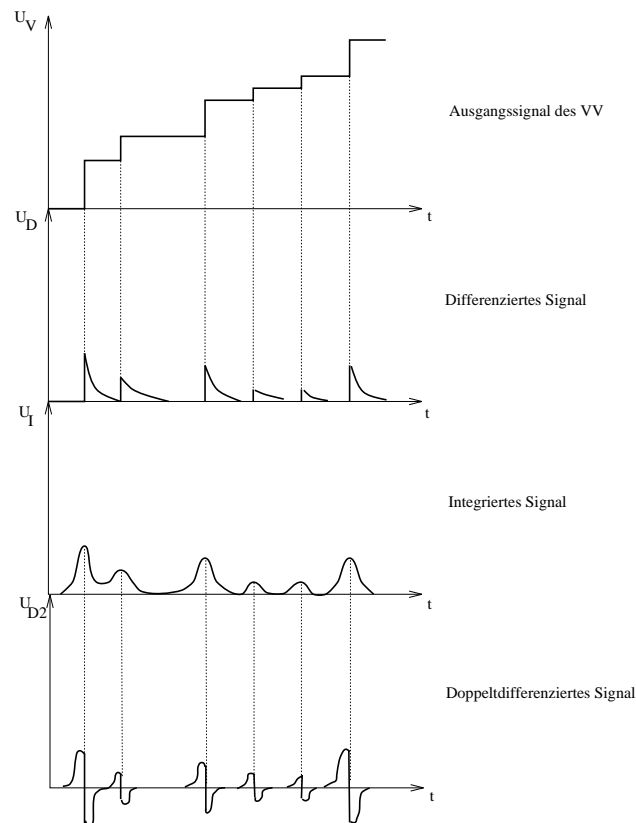 U_V
Ausgangssignal des VV
t
U_D
Differenziertes Signal
t
U_I
Integriertes Signal
t
U_D2
Doppeltdifferenziertes Signal
t